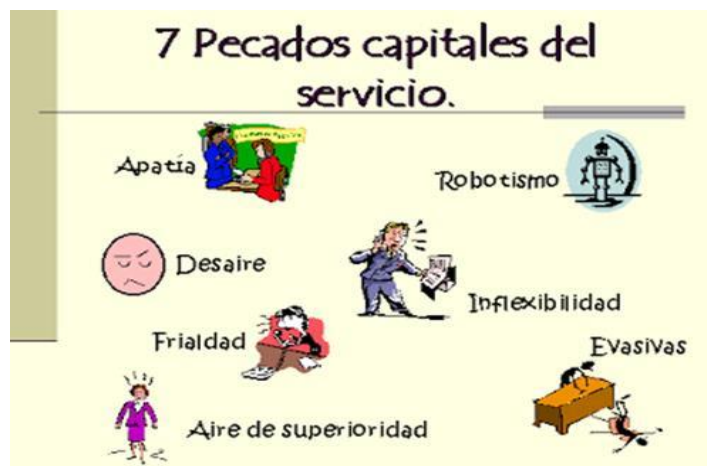 7 Pecados capitales del
servicio.
Apatía
Robotismo
Desaire
Inflexibilidad
Frialdad
Evasivas
Aire de superioridad